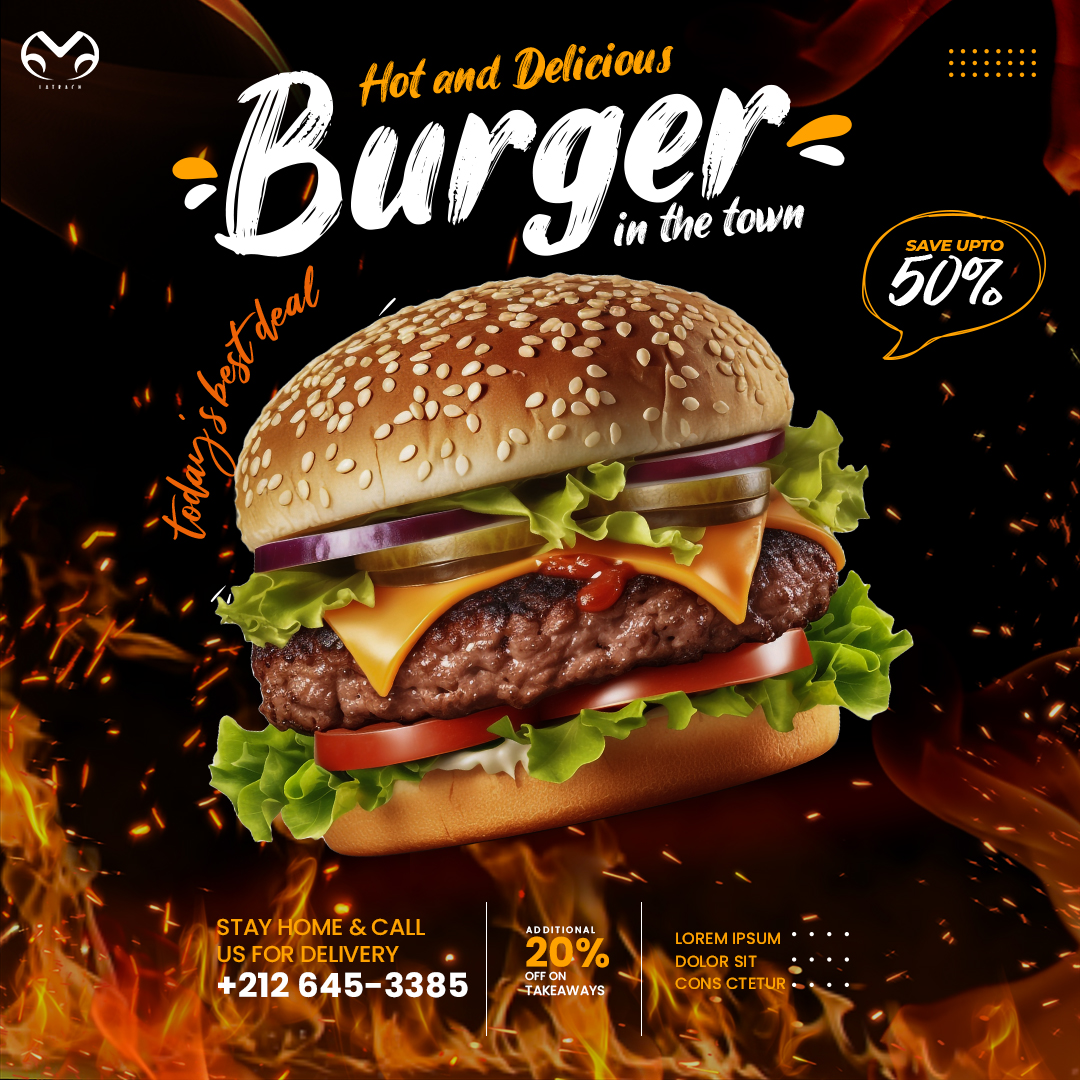 Hot and Delicious
Burger
in the town
SAVE UPTO
50%
today's best deal
STAY HOME & CALL
US FOR DELIVERY
+212 645-3385
ADDITIONAL
20%
OFF ON
TAKEAWAYS
LOREM IPSUM
DOLOR SIT
CONS CTETUR